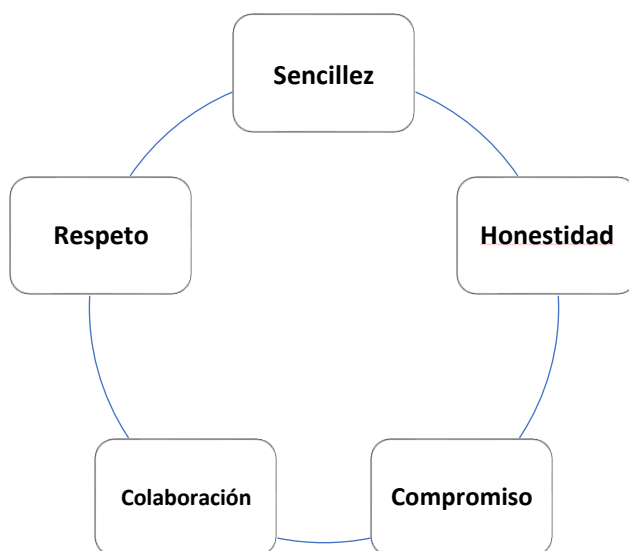 Sencillez
Honestidad
Compromiso
Colaboración
Respeto